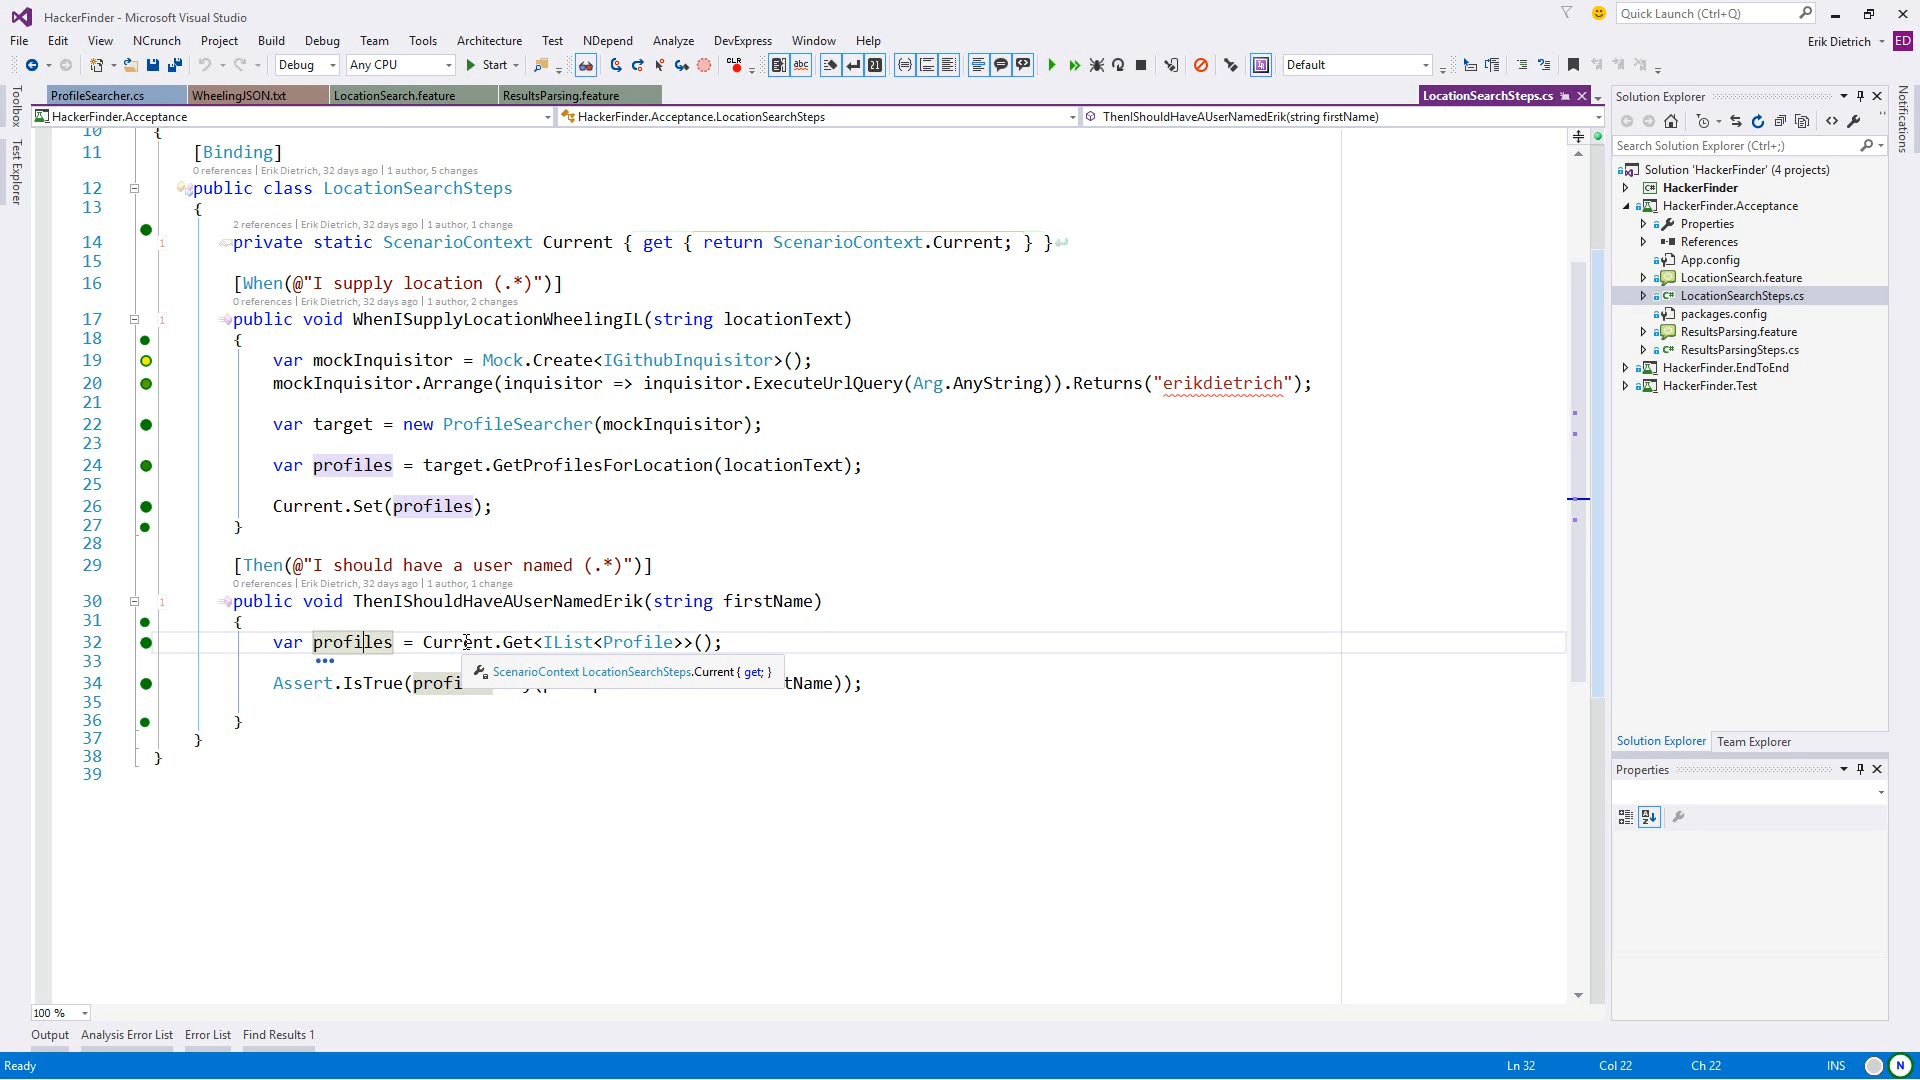 HackerFinder - Microsoft Visual Studio
Quick Launch (Ctrl+Q)
File Edit View NCrunch Project Build Debug Team Tools Architecture Test NDepend Analyze DevExpress Window Help
Erik Dietrich ED
Debug Any CPU Start CLR abc 21 Default
Toolbox
Test Explorer
ProfileSearcher.cs WheelingJSON.txt LocationSearch.feature ResultsParsing.feature LocationSearchSteps.cs
HackerFinder.Acceptance HackerFinder.Acceptance.LocationSearchSteps ThenIShouldHaveAUserNamedErik(string firstName)
10 {
11 [Binding]
0 references | Erik Dietrich, 32 days ago | 1 author, 5 changes
12 public class LocationSearchSteps
13 {
2 references | Erik Dietrich, 32 days ago | 1 author, 1 change
14 1 private static ScenarioContext Current { get { return ScenarioContext.Current; } }
15
16 [When(@"I supply location (.*)")]
0 references | Erik Dietrich, 32 days ago | 1 author, 2 changes
17 1 public void WhenISupplyLocationWheelingIL(string locationText)
18 {
19 var mockInquisitor = Mock.Create<IGithubInquisitor>();
20 mockInquisitor.Arrange(inquisitor => inquisitor.ExecuteUrlQuery(Arg.AnyString)).Returns("erikdietrich");
21
22 var target = new ProfileSearcher(mockInquisitor);
23
24 var profiles = target.GetProfilesForLocation(locationText);
25
26 Current.Set(profiles);
27 }
28
29 [Then(@"I should have a user named (.*)")]
0 references | Erik Dietrich, 32 days ago | 1 author, 1 change
30 1 public void ThenIShouldHaveAUserNamedErik(string firstName)
31 {
32 var profiles = Current.Get<IList<Profile>>();
33
ScenarioContext LocationSearchSteps.Current { get; }
34 Assert.IsTrue(profi tName));
35
36 }
37 }
38 }
39
100 %
Output Analysis Error List Error List Find Results 1
Ready Ln 32 Col 22 Ch 22 INS N
Solution Explorer
Search Solution Explorer (Ctrl+;)
Solution 'HackerFinder' (4 projects)
HackerFinder
HackerFinder.Acceptance
Properties
References
App.config
LocationSearch.feature
LocationSearchSteps.cs
packages.config
ResultsParsing.feature
ResultsParsingSteps.cs
HackerFinder.EndToEnd
HackerFinder.Test
Solution Explorer Team Explorer
Properties
Notifications